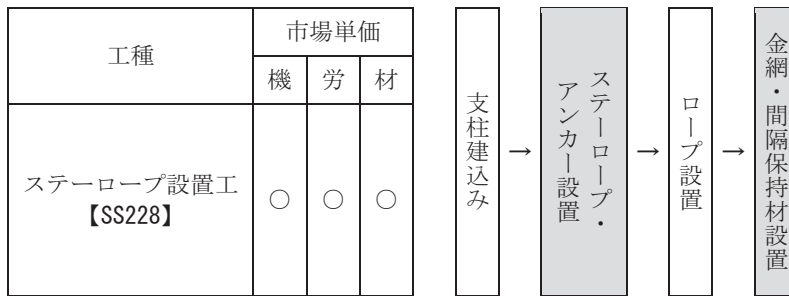 工種
市場単価
機 労 材
ステーロープ設置工
【SS228】
○ ○ ○
支柱建込み
→
ステーロープ・
アンカー設置
→
ロープ設置
→
金網・間隔保持材設置